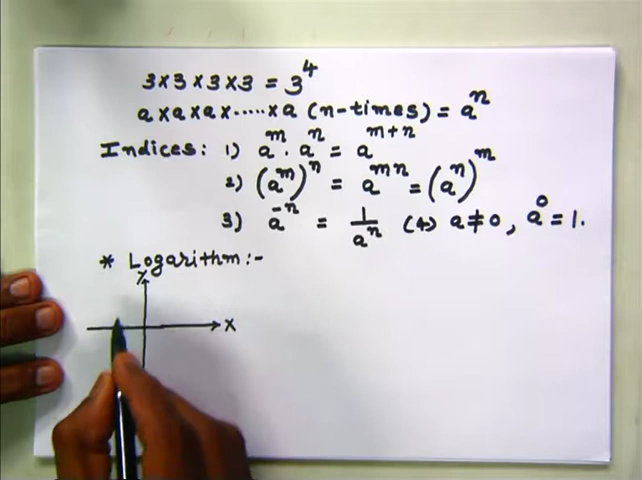 3×3×3×3 = 3⁴
a×a×a×.....×a (n-times) = aⁿ
Indices: 1) aᵐ . aⁿ = aᵐ⁺ⁿ
2) (aᵐ)ⁿ = aᵐⁿ = (aⁿ)ᵐ
3) a⁻ⁿ = 1/aⁿ (4) a ≠ 0, a⁰ = 1.
* Logarithm:-
Y
X